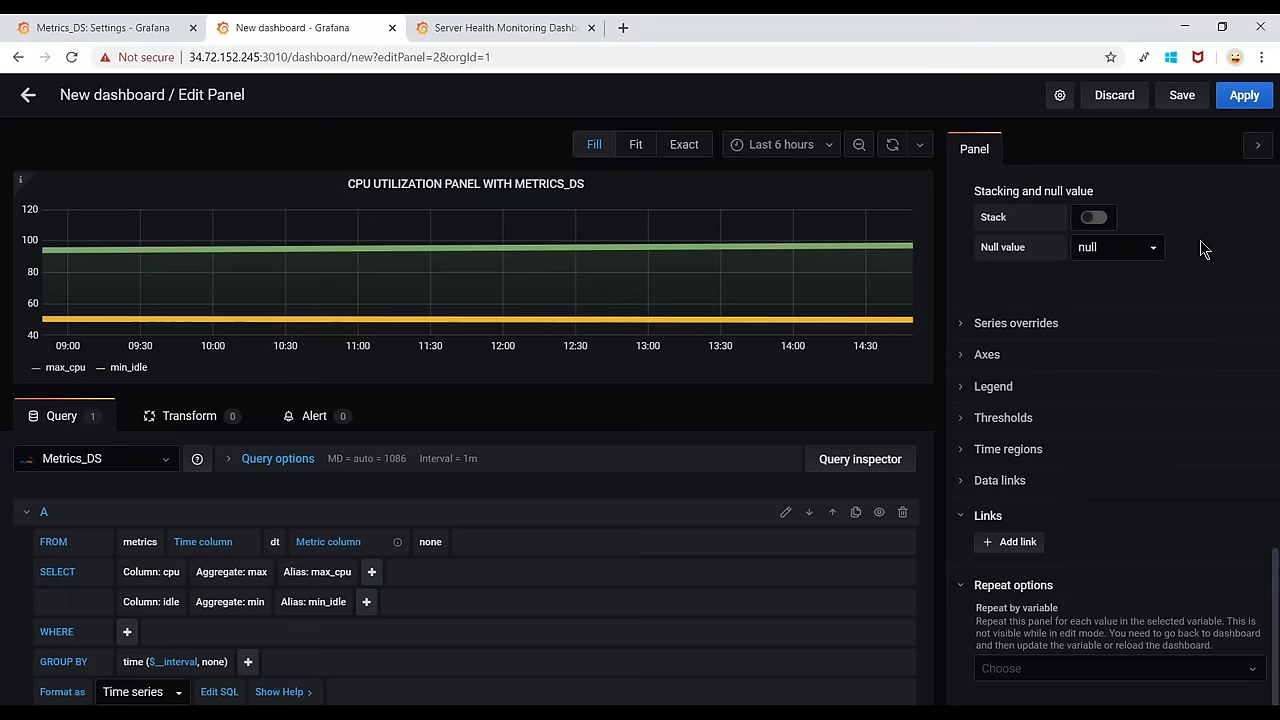 Metrics_DS: Settings - Grafana
New dashboard - Grafana
Server Health Monitoring Dashb
Not secure
34.72.152.245:3010/dashboard/new?editPanel=2&orgId=1
New dashboard / Edit Panel
Discard
Save
Apply
Fill
Fit
Exact
Last 6 hours
Panel
CPU UTILIZATION PANEL WITH METRICS_DS
120
100
80
60
40
09:00 09:30 10:00 10:30 11:00 11:30 12:00 12:30 13:00 13:30 14:00 14:30
max_cpu min_idle
Query 1
Transform 0
Alert 0
Metrics_DS
Query options MD = auto = 1086 Interval = 1m
Query inspector
A
FROM metrics Time column dt Metric column none
SELECT Column: cpu Aggregate: max Alias: max_cpu +
Column: idle Aggregate: min Alias: min_idle +
WHERE +
GROUP BY time ($__interval, none) +
Format as Time series Edit SQL Show Help >
Stacking and null value
Stack
Null value null
Series overrides
Axes
Legend
Thresholds
Time regions
Data links
Links
+ Add link
Repeat options
Repeat by variable
Repeat this panel for each value in the selected variable. This is
not visible while in edit mode. You need to go back to dashboard
and then update the variable or reload the dashboard.
Choose